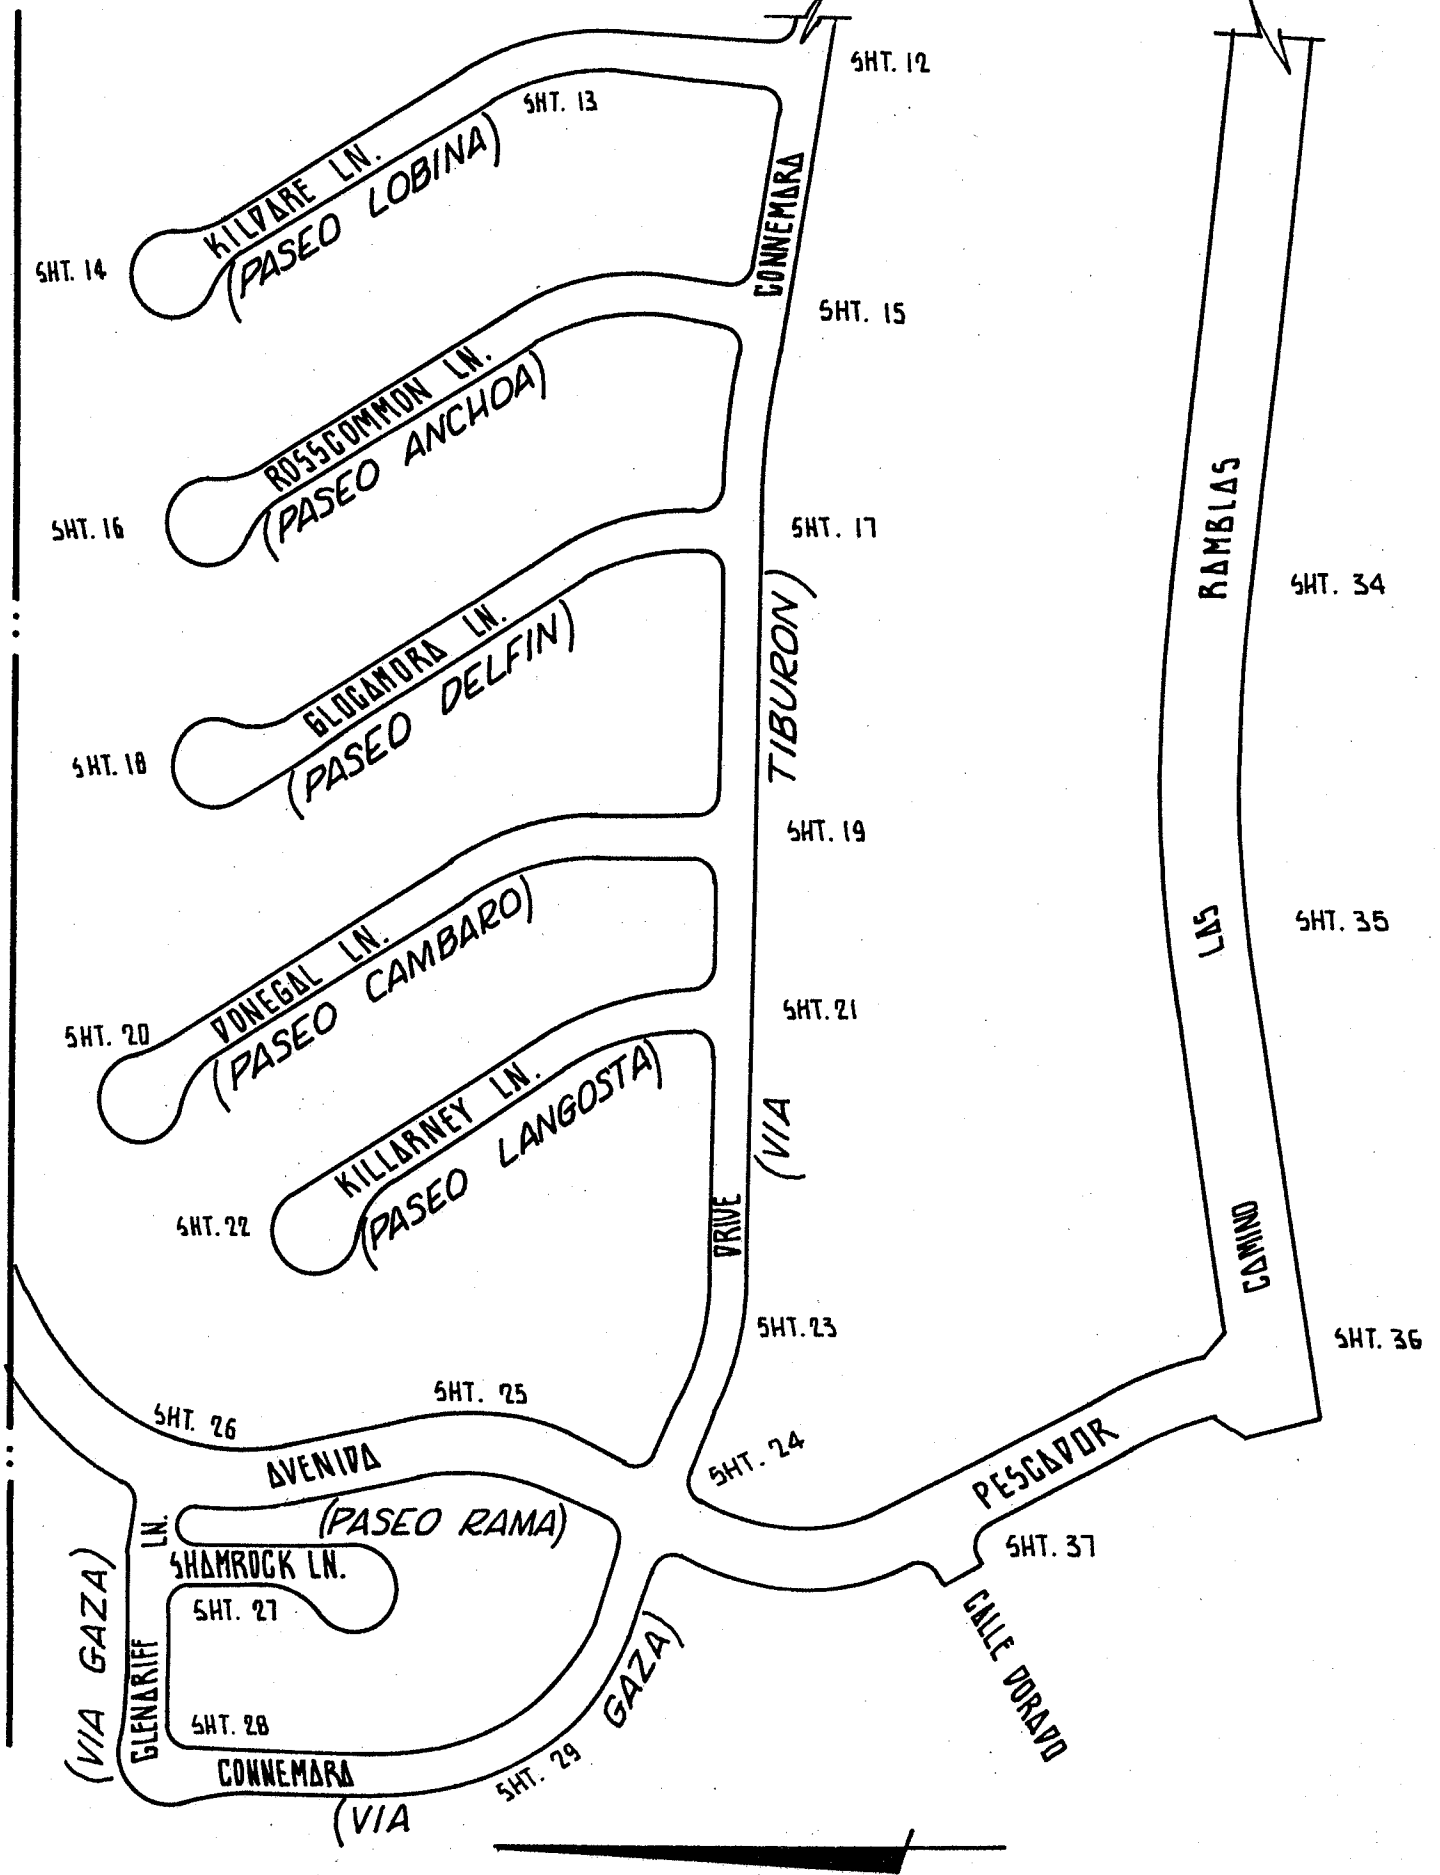 SHT. 12
SHT. 13
KILDARE LN.
(PASEO LOBINA)
SHT. 14
CONNEMARA
SHT. 15
ROSSCOMMON LN.
(PASEO ANCHOA)
SHT. 16
SHT. 17
RAMBLAS
SHT. 34
TIBURON)
GLOCAMORA LN.
(PASEO DELFIN)
SHT. 18
SHT. 19
LAS
SHT. 35
DONEGAL LN.
(PASEO CAMBARO)
SHT. 20
SHT. 21
KILLARNEY LN.
(PASEO LANGOSTA)
(VIA
SHT. 22
DRIVE
CAMINO
SHT. 23
SHT. 36
SHT. 25
SHT. 26
AVENIDA
SHT. 24
PESCADOR
(PASEO RAMA)
LN.
SHAMROCK LN.
SHT. 37
SHT. 27
CALLE DORADO
(VIA GAZA)
GLENARIFF
GAZA)
SHT. 28
CONNEMARA
SHT. 29
(VIA